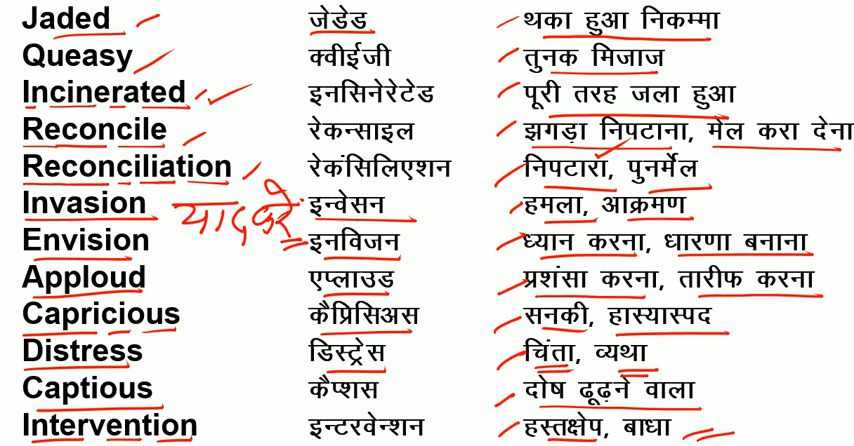 Jaded जेडेड थका हुआ निकम्मा
Queasy क्वीईजी तुनक मिजाज
Incinerated इनसिनेरेटेड पूरी तरह जला हुआ
Reconcile रेकन्साइल झगड़ा निपटाना, मेल करा देना
Reconciliation रेकंसिलिएशन निपटारा, पुनर्मेल
Invasion याद करें इन्वेसन हमला, आक्रमण
Envision इनविजन ध्यान करना, धारणा बनाना
Apploud एप्लाउड प्रशंसा करना, तारीफ करना
Capricious कैप्रिसिअस सनकी, हास्यास्पद
Distress डिस्ट्रेस चिंता, व्यथा
Captious कैप्शस दोष ढूढ़ने वाला
Intervention इन्टरवेन्शन हस्तक्षेप, बाधा